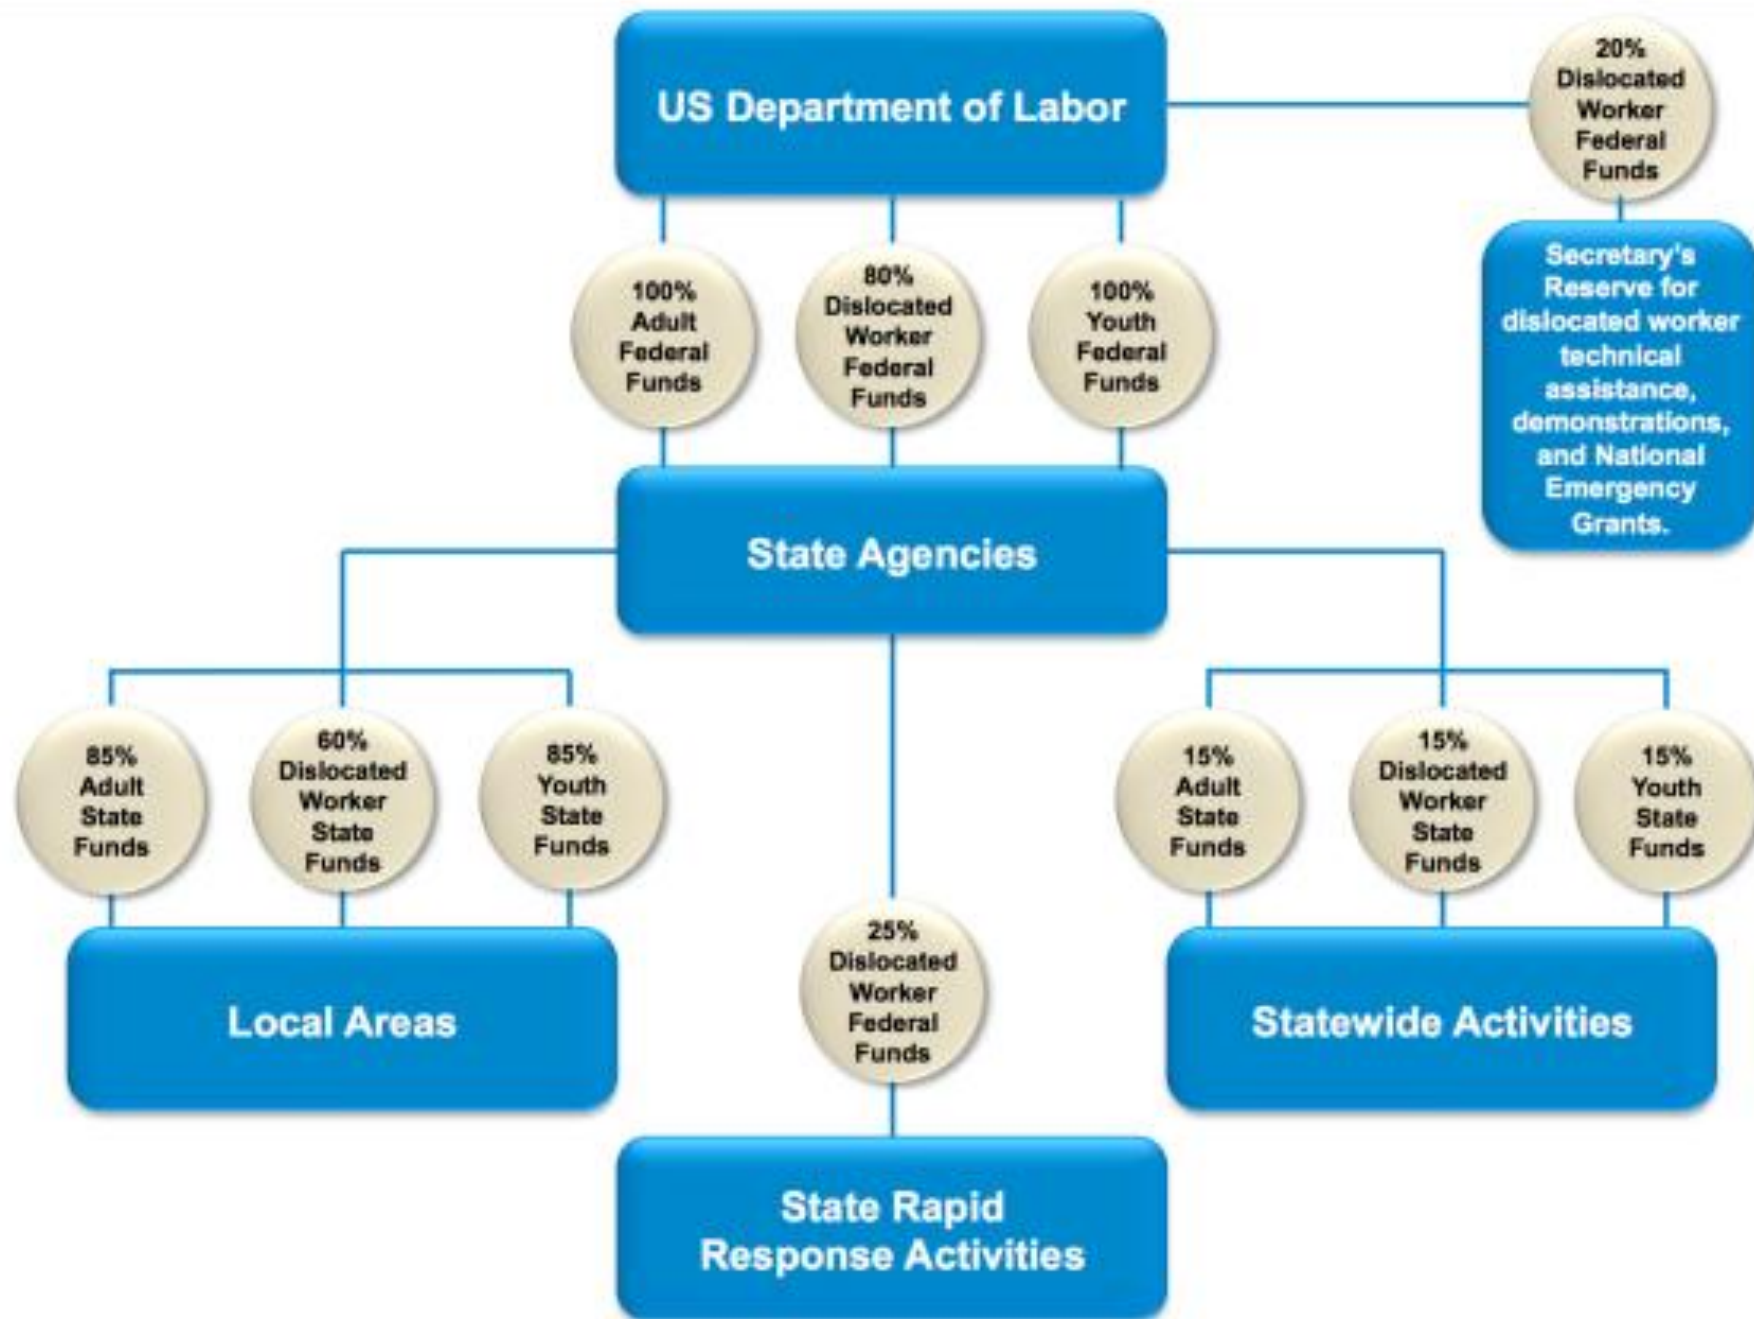 US Department of Labor
20%
Dislocated
Worker
Federal
Funds
100%
Adult
Federal
Funds
80%
Dislocated
Worker
Federal
Funds
100%
Youth
Federal
Funds
Secretary's
Reserve for
dislocated worker
technical
assistance,
demonstrations,
and National
Emergency
Grants.
State Agencies
85%
Adult
State
Funds
60%
Dislocated
Worker
State
Funds
85%
Youth
State
Funds
25%
Dislocated
Worker
Federal
Funds
15%
Adult
State
Funds
15%
Dislocated
Worker
State
Funds
15%
Youth
State
Funds
Local Areas
Statewide Activities
State Rapid
Response Activities